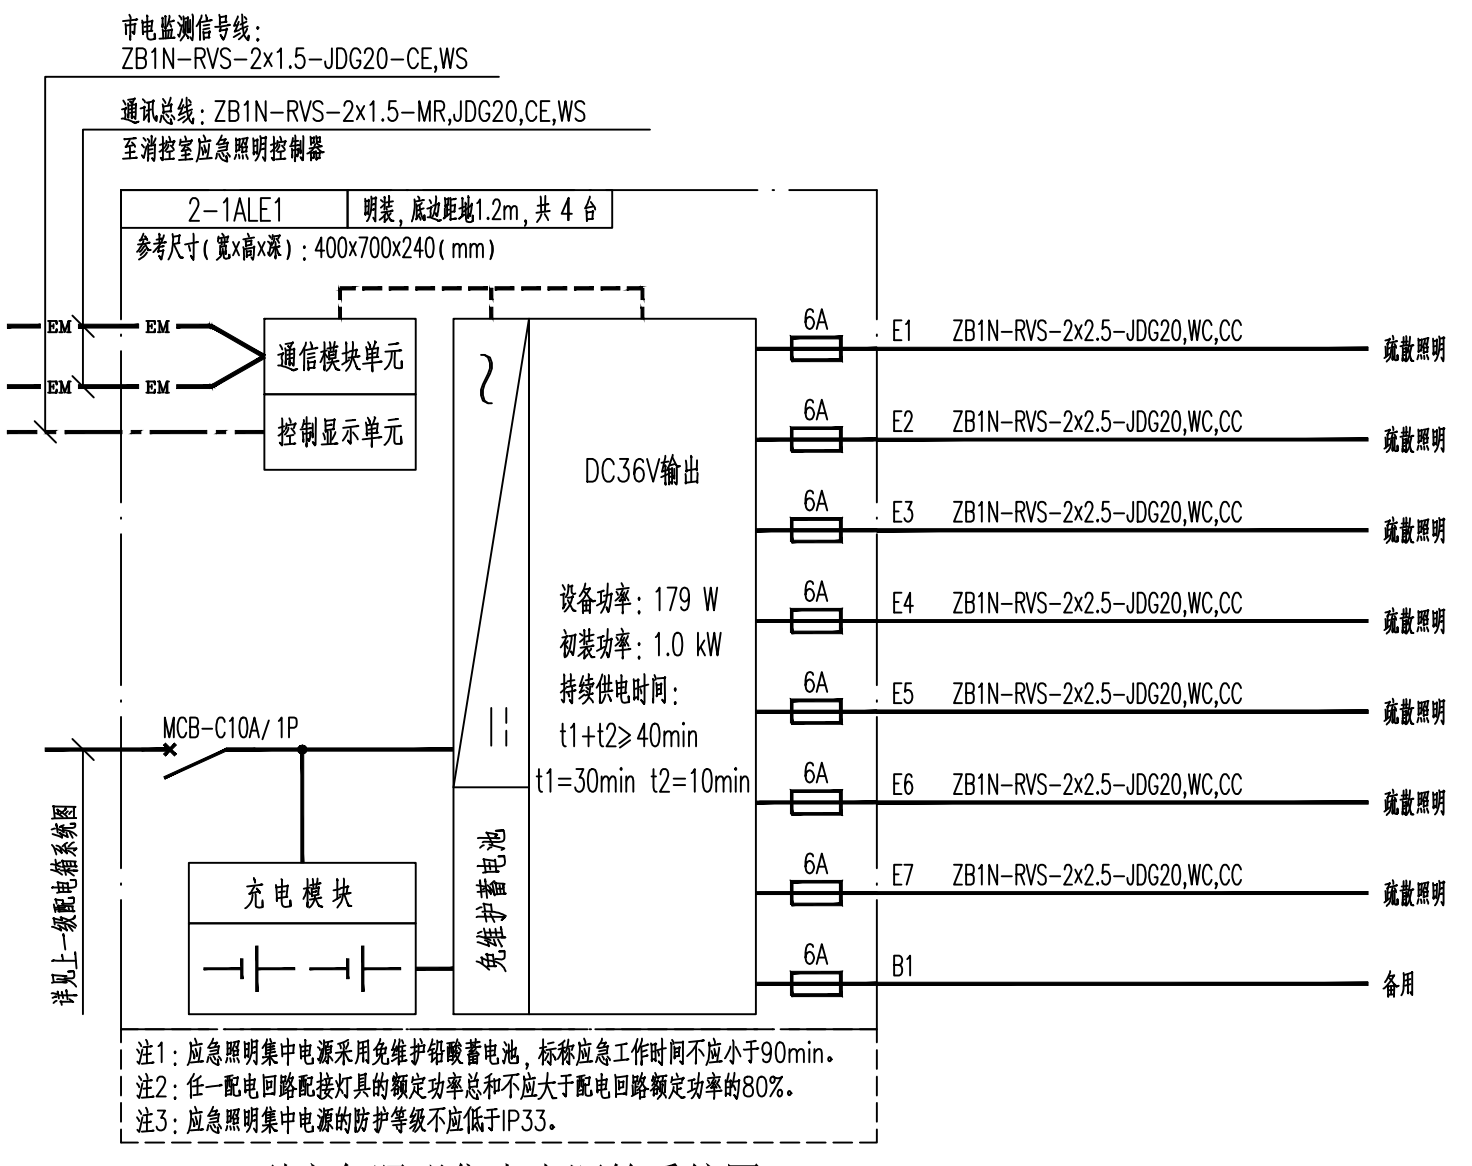 市电监测信号线:
ZB1N-RVS-2x1.5-JDG20-CE,WS
通讯总线: ZB1N-RVS-2x1.5-MR,JDG20,CE,WS
至消控室应急照明控制器
2-1ALE1
明装, 底边距地1.2m, 共 4 台
参考尺寸(宽x高x深): 400x700x240(mm)
EM
EM
EM
EM
通信模块单元
控制显示单元
DC36V输出
设备功率: 179 W
初装功率: 1.0 kW
持续供电时间:
t1+t2≥40min
t1=30min t2=10min
MCB-C10A/1P
详见上一级配电箱系统图
充电模块
免维护蓄电池
6A E1 ZB1N-RVS-2x2.5-JDG20,WC,CC 疏散照明
6A E2 ZB1N-RVS-2x2.5-JDG20,WC,CC 疏散照明
6A E3 ZB1N-RVS-2x2.5-JDG20,WC,CC 疏散照明
6A E4 ZB1N-RVS-2x2.5-JDG20,WC,CC 疏散照明
6A E5 ZB1N-RVS-2x2.5-JDG20,WC,CC 疏散照明
6A E6 ZB1N-RVS-2x2.5-JDG20,WC,CC 疏散照明
6A E7 ZB1N-RVS-2x2.5-JDG20,WC,CC 疏散照明
6A B1 备用
注1: 应急照明集中电源采用免维护铅酸蓄电池, 标称应急工作时间不应小于90min。
注2: 任一配电回路配接灯具的额定功率总和不应大于配电回路额定功率的80%。
注3: 应急照明集中电源的防护等级不应低于IP33。